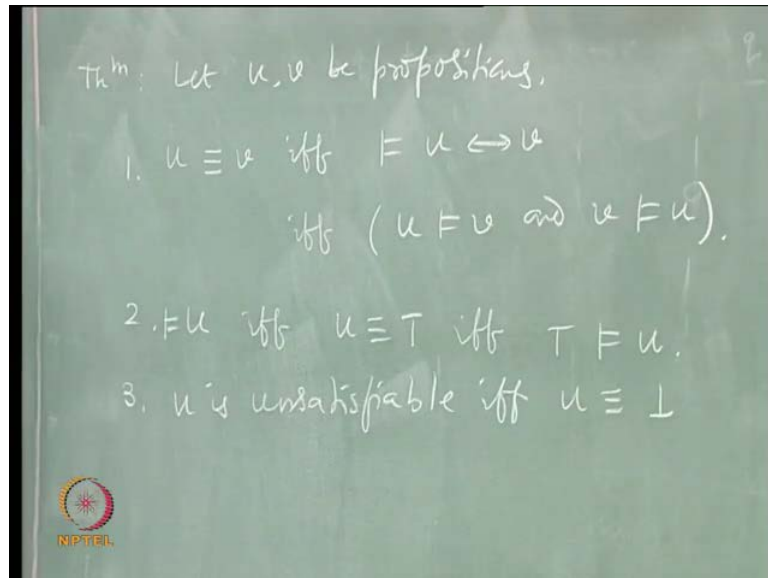 Thm: Let u, v be propositions.
1. u ≡ v iff ⊨ u ↔ v
iff (u ⊨ v and v ⊨ u).
2. ⊨u iff u ≡ T iff T ⊨ u.
3. u is unsatisfiable iff u ≡ ⊥
NPTEL